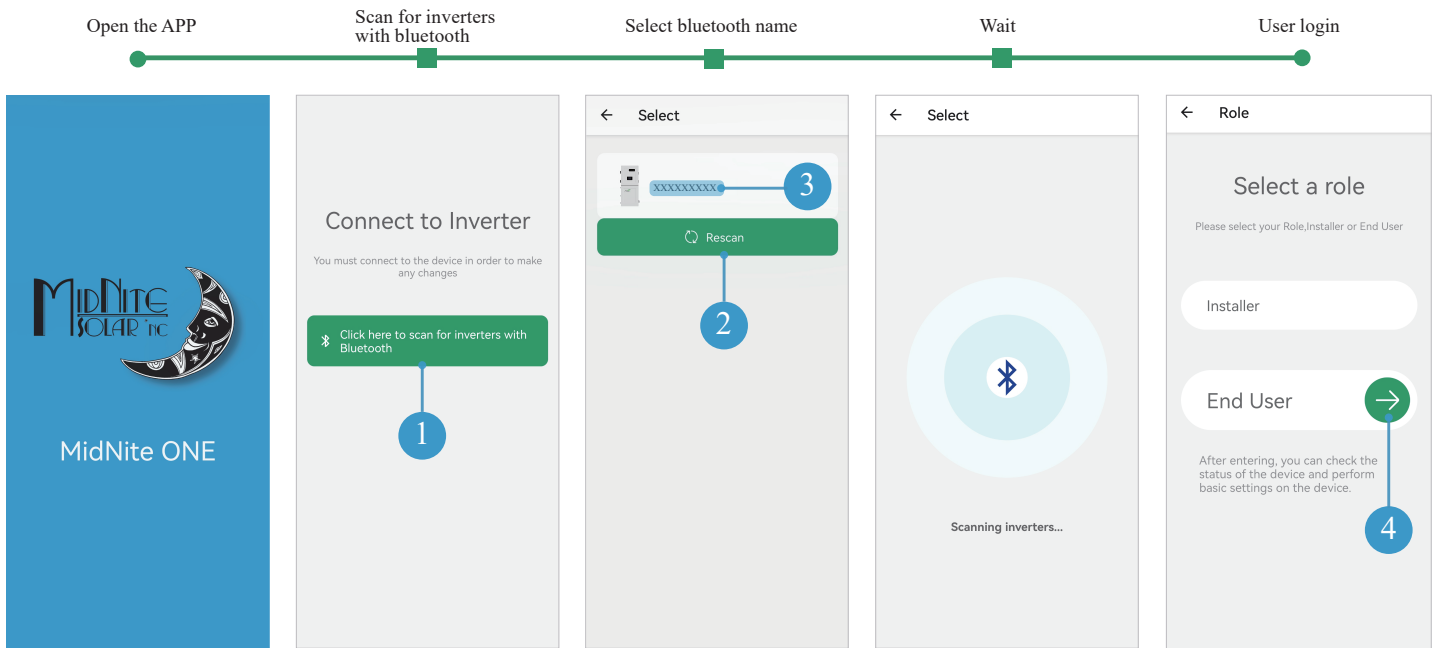 Open the APP
Scan for inverters
with bluetooth
Select bluetooth name
Wait
User login
MIDNITE
SOLAR INC
MidNite ONE
Connect to Inverter
You must connect to the device in order to make
any changes
Click here to scan for inverters with
Bluetooth
1
Select
XXXXXXXXX
3
Rescan
2
Select
Scanning inverters...
Role
Select a role
Please select your Role,Installer or End User
Installer
End User
After entering, you can check the
status of the device and perform
basic settings on the device.
4